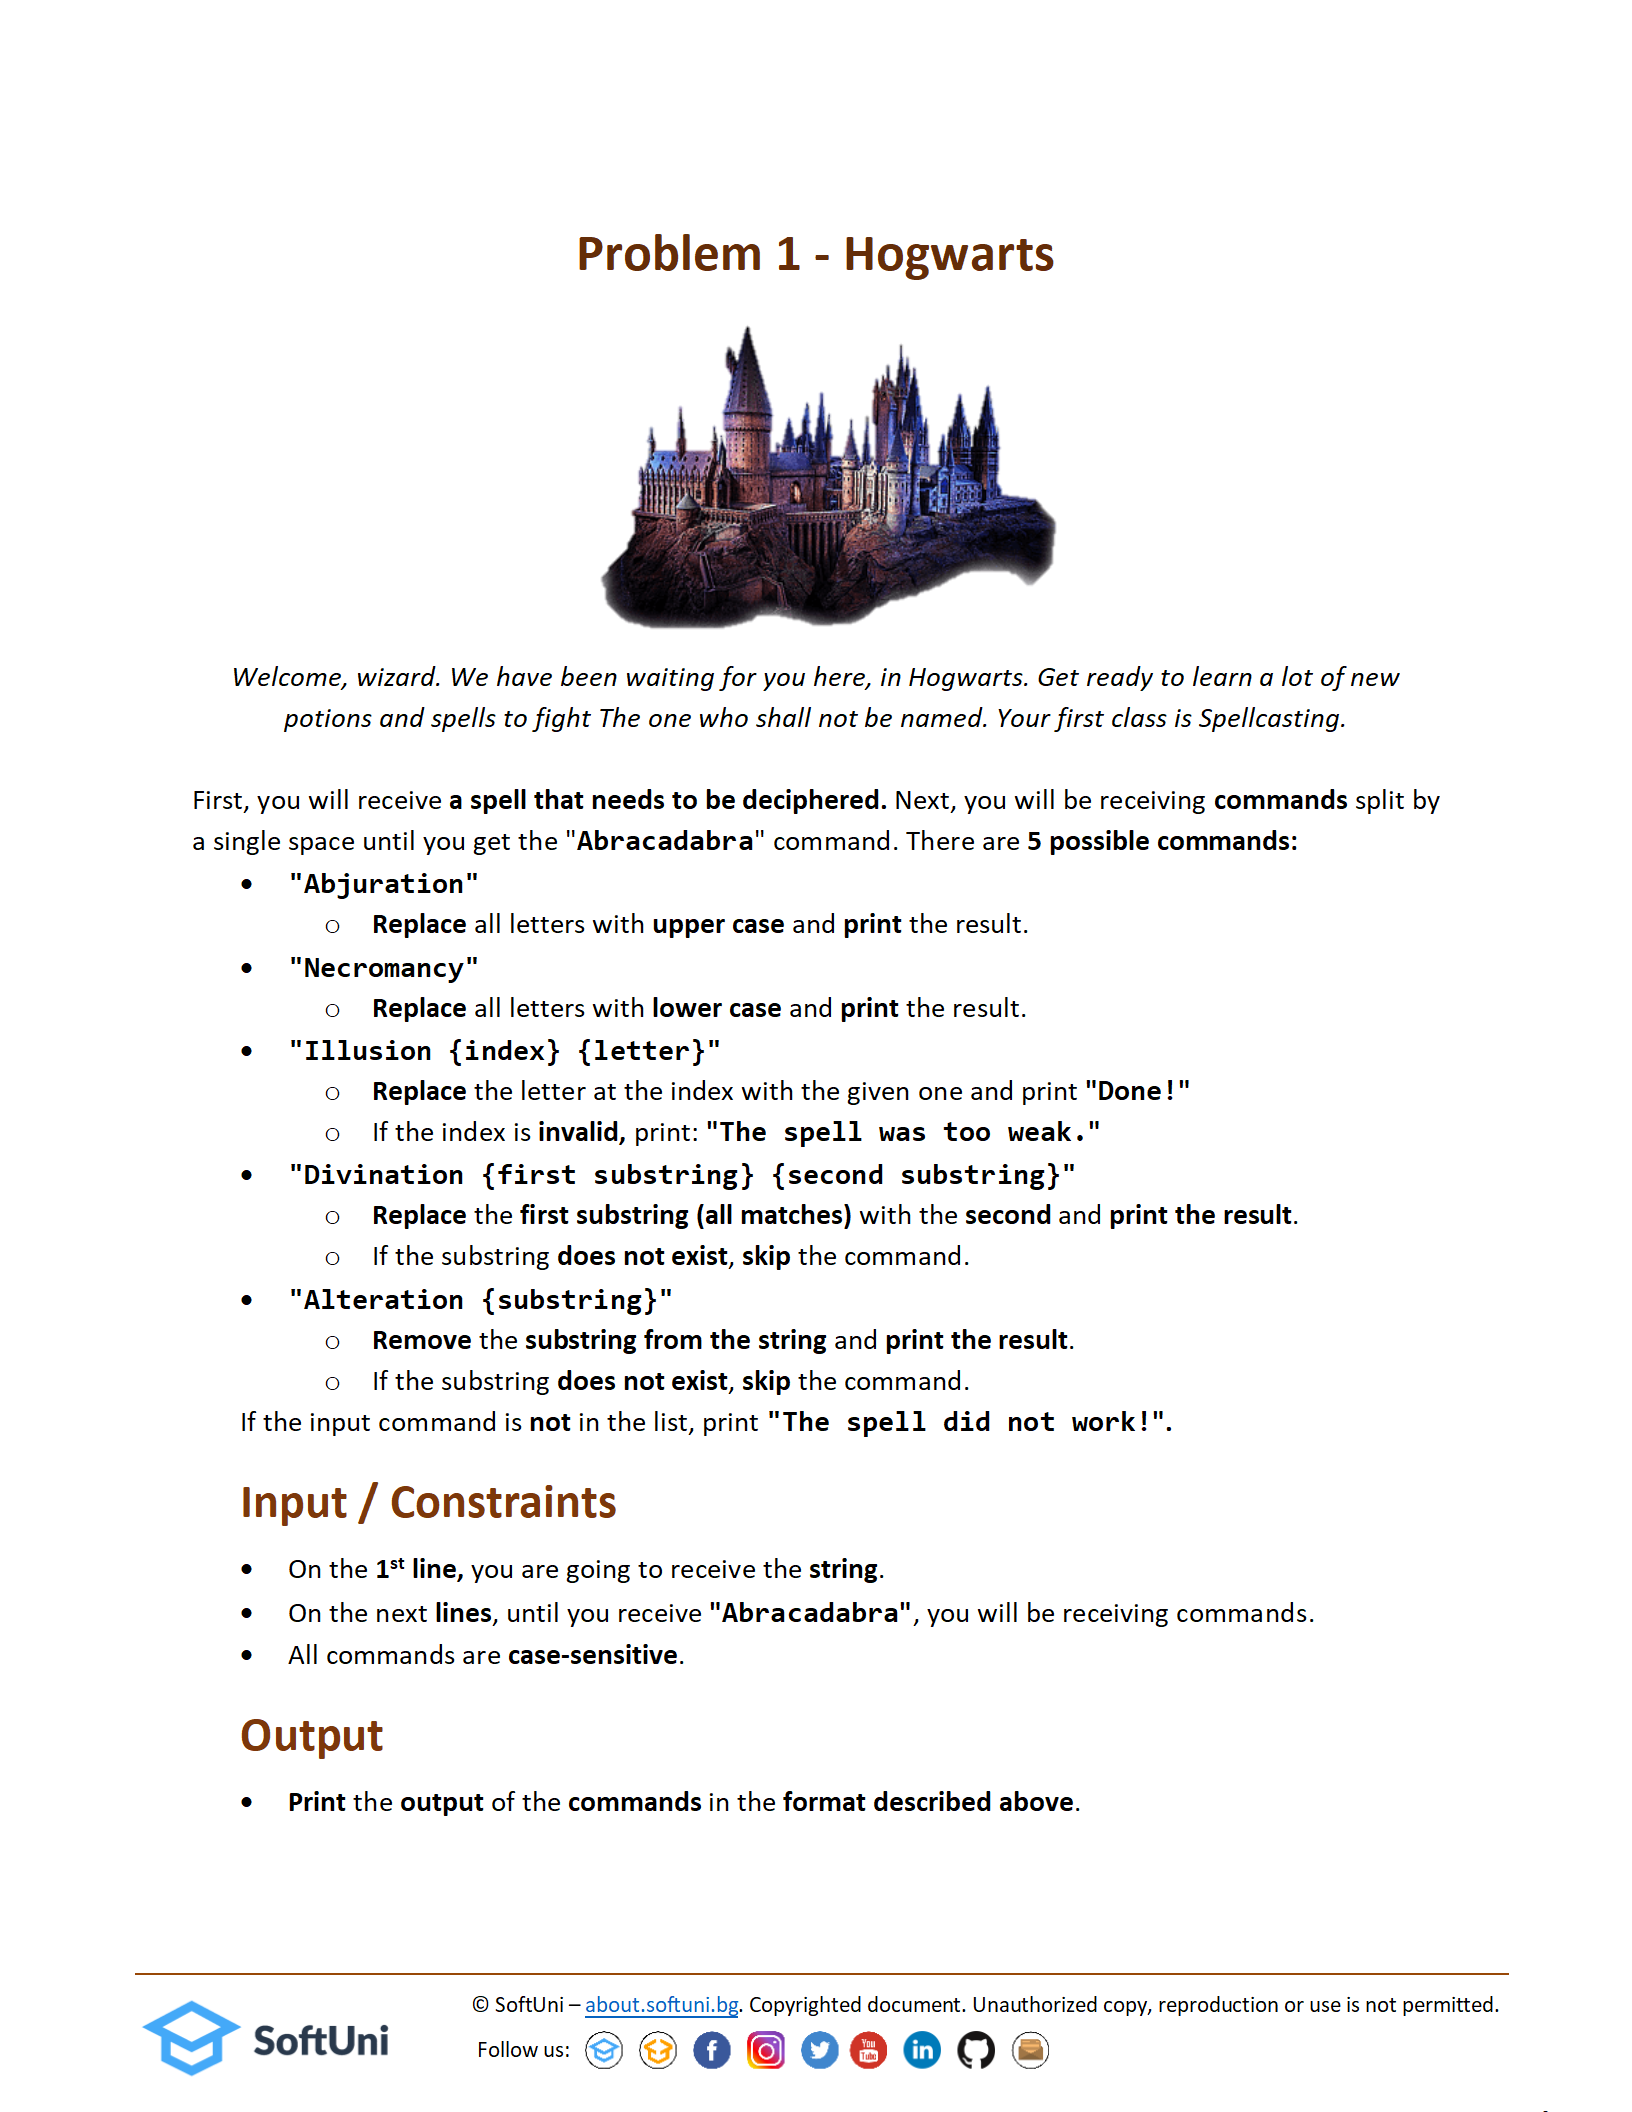 Problem 1 - Hogwarts
Welcome, wizard. We have been waiting for you here, in Hogwarts. Get ready to learn a lot of new
potions and spells to fight The one who shall not be named. Your first class is Spellcasting.
First, you will receive a spell that needs to be deciphered. Next, you will be receiving commands split by
a single space until you get the "Abracadabra" command. There are 5 possible commands:
• "Abjuration"
o Replace all letters with upper case and print the result.
• "Necromancy"
o Replace all letters with lower case and print the result.
• "Illusion {index} {letter}"
o Replace the letter at the index with the given one and print "Done!"
o If the index is invalid, print: "The spell was too weak."
• "Divination {first substring} {second substring}"
o Replace the first substring (all matches) with the second and print the result.
o If the substring does not exist, skip the command.
• "Alteration {substring}"
o Remove the substring from the string and print the result.
o If the substring does not exist, skip the command.
If the input command is not in the list, print "The spell did not work!".
Input / Constraints
• On the 1st line, you are going to receive the string.
• On the next lines, until you receive "Abracadabra", you will be receiving commands.
• All commands are case-sensitive.
Output
• Print the output of the commands in the format described above.
© SoftUni – about.softuni.bg. Copyrighted document. Unauthorized copy, reproduction or use is not permitted.
SoftUni
Follow us:
You
Tube